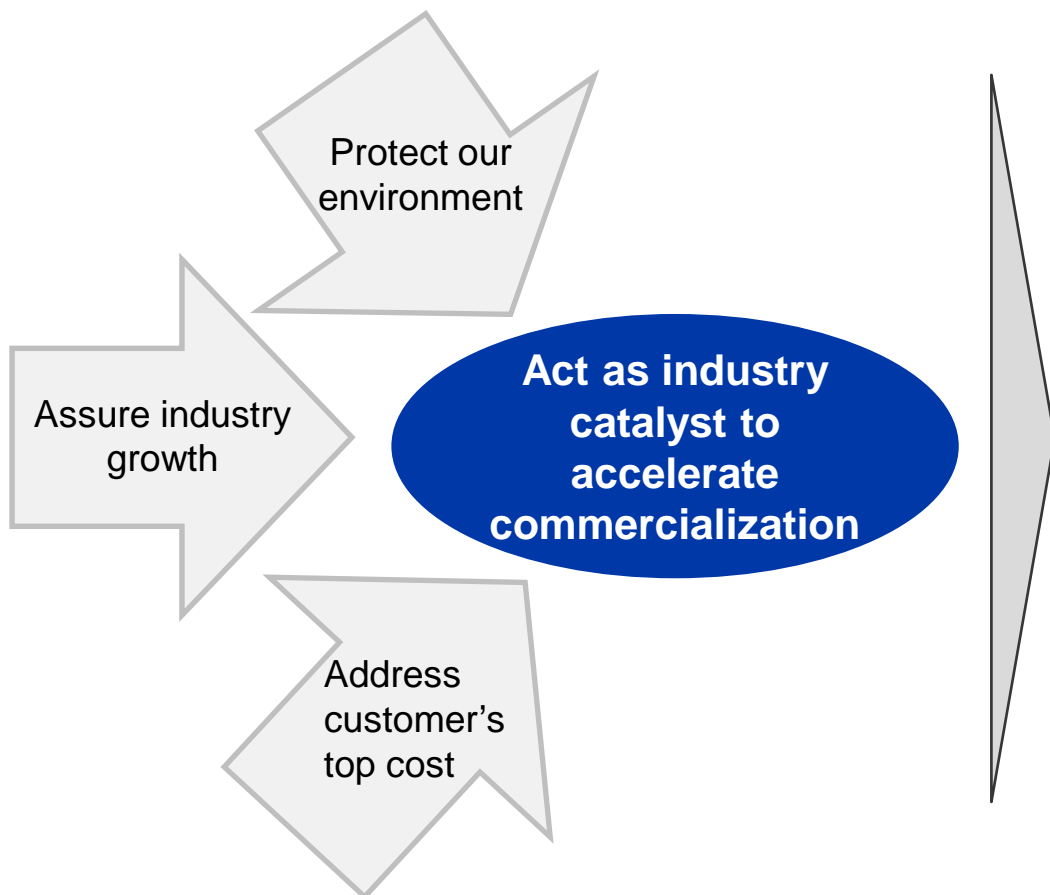 Protect our
environment
Assure industry
growth
Act as industry
catalyst to
accelerate
commercialization
Address
customer’s
top cost